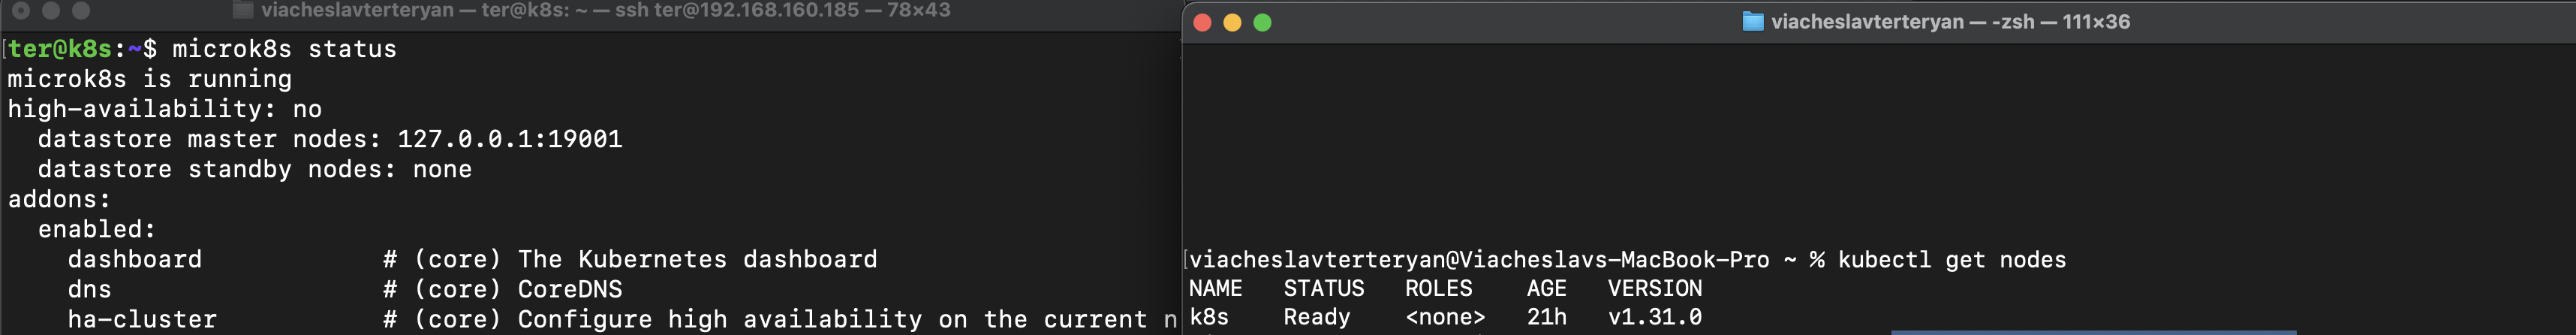 viacheslavterteryan — ter@k8s: ~ — ssh ter@192.168.160.185 — 78×43
ter@k8s:~$ microk8s status
microk8s is running
high-availability: no
  datastore master nodes: 127.0.0.1:19001
  datastore standby nodes: none
addons:
  enabled:
    dashboard            # (core) The Kubernetes dashboard
    dns                  # (core) CoreDNS
    ha-cluster           # (core) Configure high availability on the current n
viacheslavterteryan — -zsh — 111×36
viacheslavterteryan@Viacheslavs-MacBook-Pro ~ % kubectl get nodes
NAME   STATUS   ROLES    AGE   VERSION
k8s    Ready    <none>   21h   v1.31.0